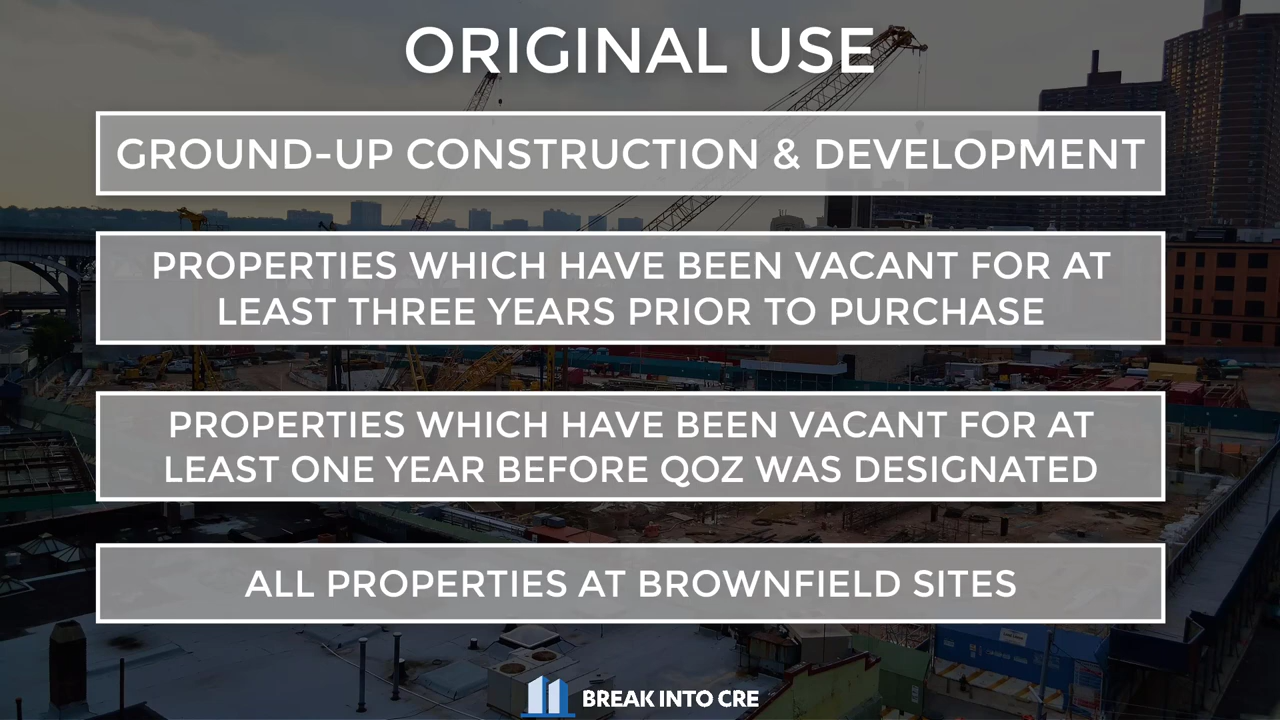 ORIGINAL USE
GROUND-UP CONSTRUCTION & DEVELOPMENT
PROPERTIES WHICH HAVE BEEN VACANT FOR AT
LEAST THREE YEARS PRIOR TO PURCHASE
PROPERTIES WHICH HAVE BEEN VACANT FOR AT
LEAST ONE YEAR BEFORE QOZ WAS DESIGNATED
ALL PROPERTIES AT BROWNFIELD SITES
BREAK INTO CRE